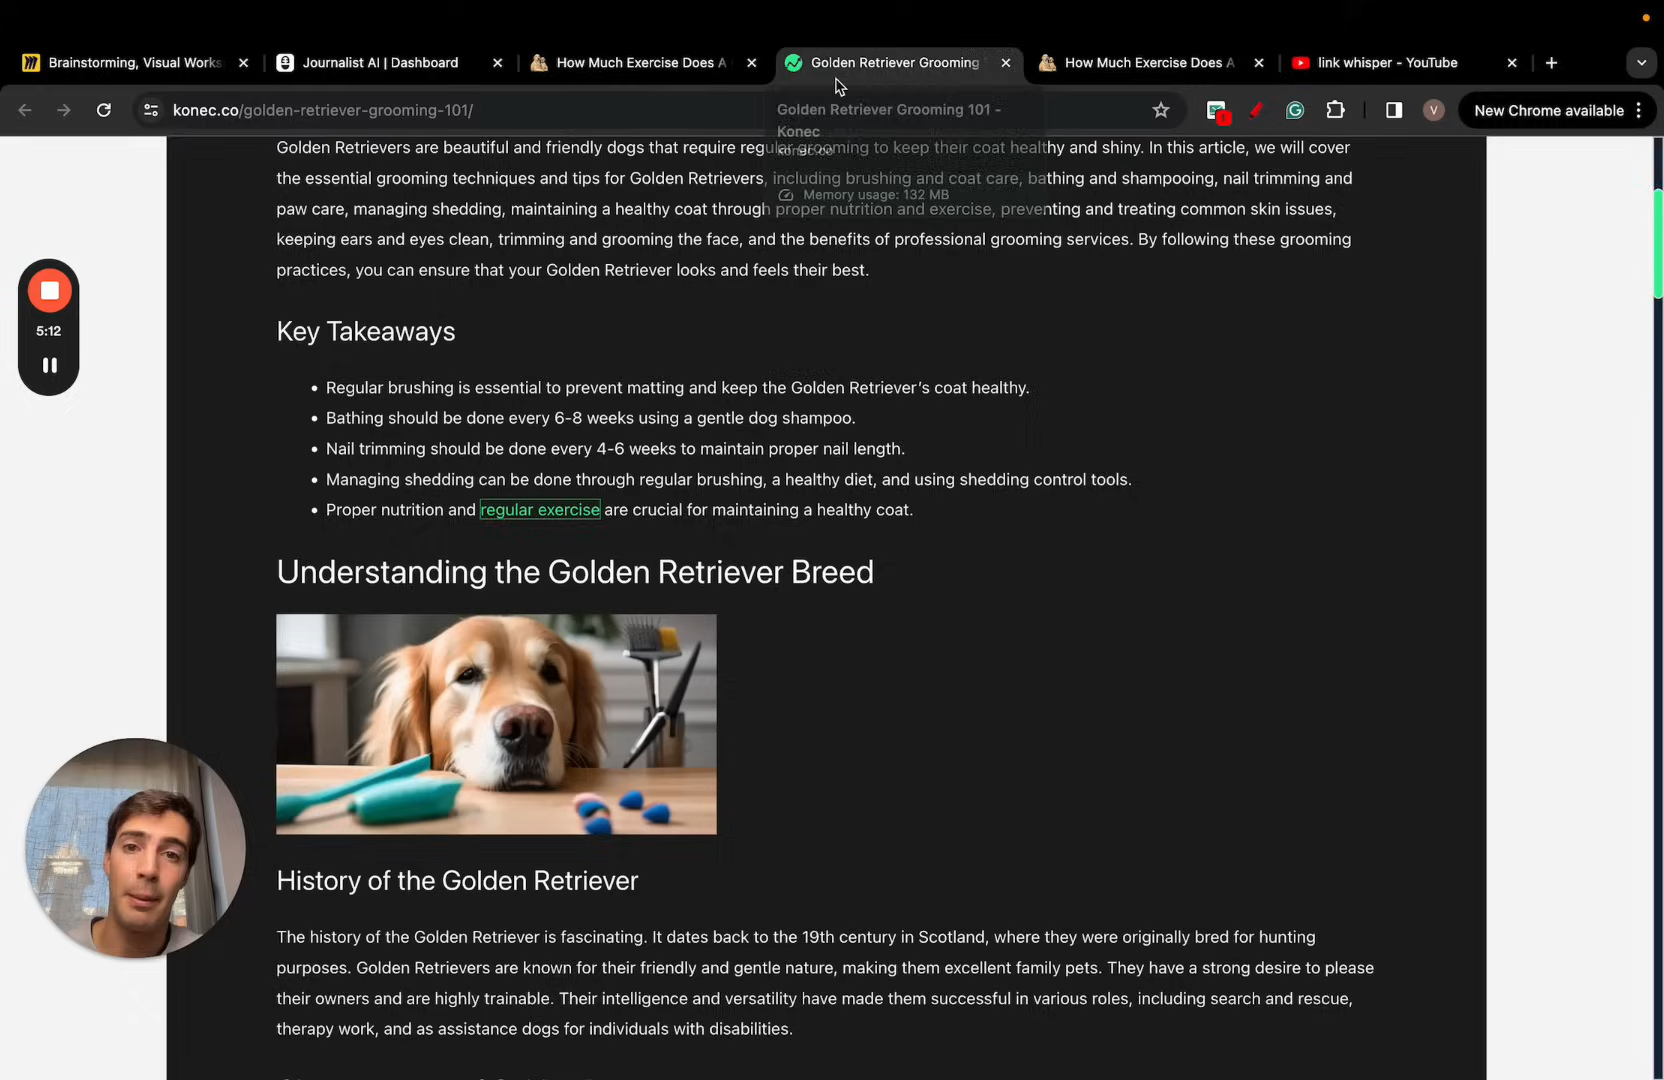 Brainstorming, Visual Works
Journalist AI | Dashboard
How Much Exercise Does A
Golden Retriever Grooming
How Much Exercise Does A
link whisper - YouTube
konec.co/golden-retriever-grooming-101/
V
New Chrome available
Golden Retriever Grooming 101 -
Konec
konec.co
Memory usage: 132 MB
Golden Retrievers are beautiful and friendly dogs that require regular grooming to keep their coat healthy and shiny. In this article, we will cover
the essential grooming techniques and tips for Golden Retrievers, including brushing and coat care, bathing and shampooing, nail trimming and
paw care, managing shedding, maintaining a healthy coat through proper nutrition and exercise, preventing and treating common skin issues,
keeping ears and eyes clean, trimming and grooming the face, and the benefits of professional grooming services. By following these grooming
practices, you can ensure that your Golden Retriever looks and feels their best.
5:12
Key Takeaways
Regular brushing is essential to prevent matting and keep the Golden Retriever's coat healthy.
Bathing should be done every 6-8 weeks using a gentle dog shampoo.
Nail trimming should be done every 4-6 weeks to maintain proper nail length.
Managing shedding can be done through regular brushing, a healthy diet, and using shedding control tools.
Proper nutrition and regular exercise are crucial for maintaining a healthy coat.
Understanding the Golden Retriever Breed
History of the Golden Retriever
The history of the Golden Retriever is fascinating. It dates back to the 19th century in Scotland, where they were originally bred for hunting
purposes. Golden Retrievers are known for their friendly and gentle nature, making them excellent family pets. They have a strong desire to please
their owners and are highly trainable. Their intelligence and versatility have made them successful in various roles, including search and rescue,
therapy work, and as assistance dogs for individuals with disabilities.